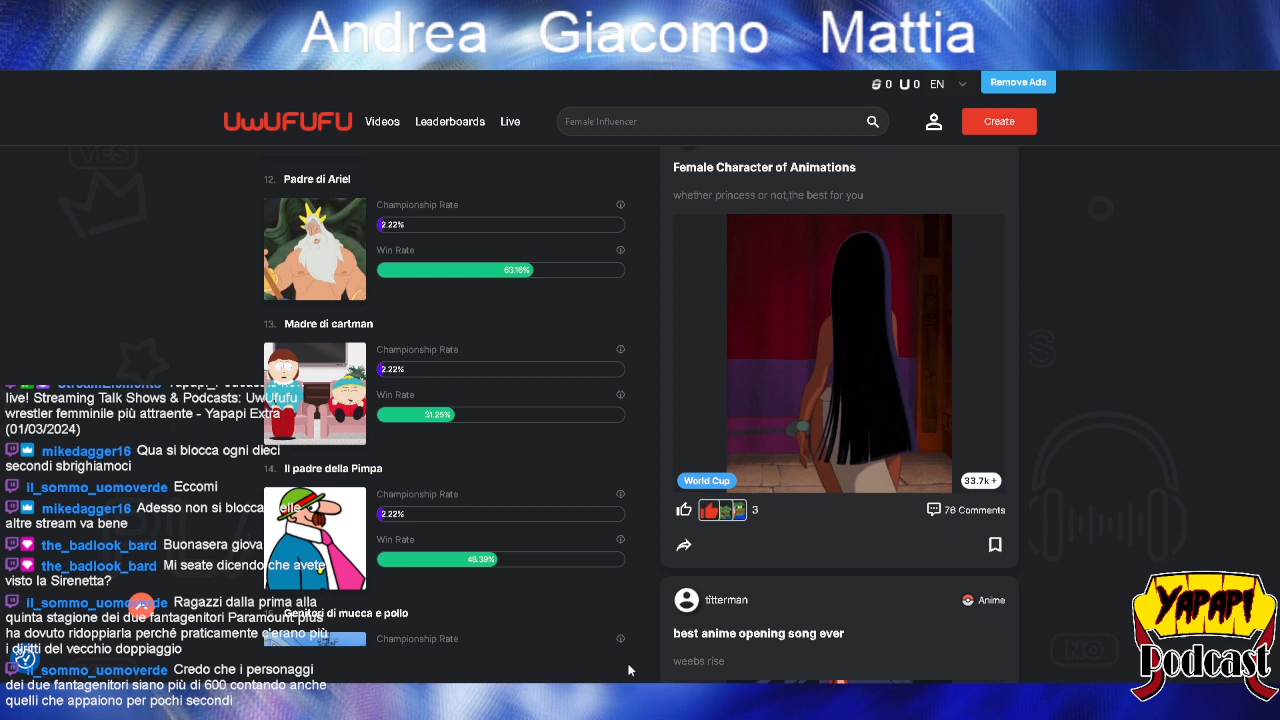 Andrea Giacomo Mattia
0 0 EN
Remove Ads
UWUFUFU Videos Leaderboards Live
Female Influencer
Create
12. Padre di Ariel
Championship Rate
2.22%
Win Rate
63.16%
13. Madre di cartman
Championship Rate
2.22%
Win Rate
31.25%
14. Il padre della Pimpa
Championship Rate
2.22%
Win Rate
48.39%
Genitori di mucca e pollo
Championship Rate
Female Character of Animations
whether princess or not,the best for you
World Cup
33.7k +
3
78 Comments
titterman
Anime
best anime opening song ever
weebs rise
StreamElements
live! Streaming Talk Shows & Podcasts: UwUfufu
wrestler femminile più attraente - Yapapi Extra
(01/03/2024)
mikedagger16 Qua si blocca ogni dieci
secondi sbrighiamoci
il_sommo_uomoverde Eccomi
mikedagger16 Adesso non si blocca nelle
altre stream va bene
the_badlook_bard Buonasera giova
the_badlook_bard Mi seate dicendo che avete
visto la Sirenetta?
il_sommo_uomoverde Ragazzi dalla prima alla
quinta stagione dei due fantagenitori Paramount plus
ha dovuto ridoppiarla perché praticamente c'erano più
i diritti del vecchio doppiaggio
il_sommo_uomoverde Credo che i personaggi
dei due fantagenitori siano più di 600 contando anche
quelli che appaiono per pochi secondi
YES
NO
YAPAPI!
Podcast